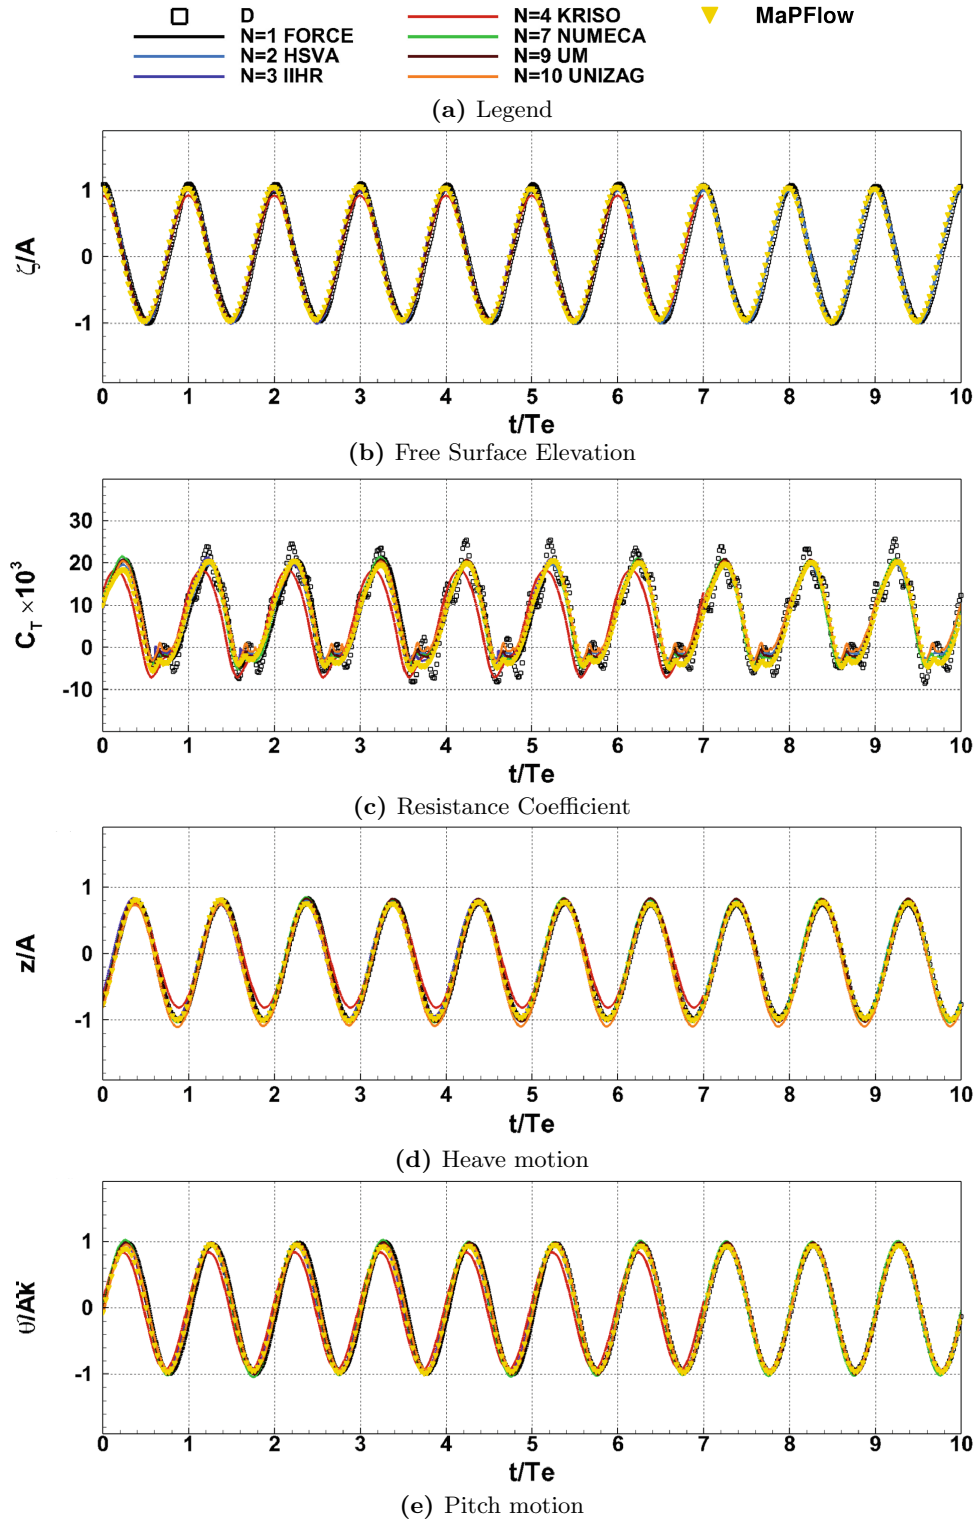 D
N=1 FORCE
N=2 HSVA
N=3 IIHR
N=4 KRISO
N=7 NUMECA
N=9 UM
N=10 UNIZAG
MaPFlow
(a) Legend
ζ/A
1
0
-1
0 1 2 3 4 5 6 7 8 9 10
t/Te
(b) Free Surface Elevation
C_T ×10³
30
20
10
0
-10
0 1 2 3 4 5 6 7 8 9 10
t/Te
(c) Resistance Coefficient
z/A
1
0
-1
0 1 2 3 4 5 6 7 8 9 10
t/Te
(d) Heave motion
θ/Ak
1
0
-1
0 1 2 3 4 5 6 7 8 9 10
t/Te
(e) Pitch motion